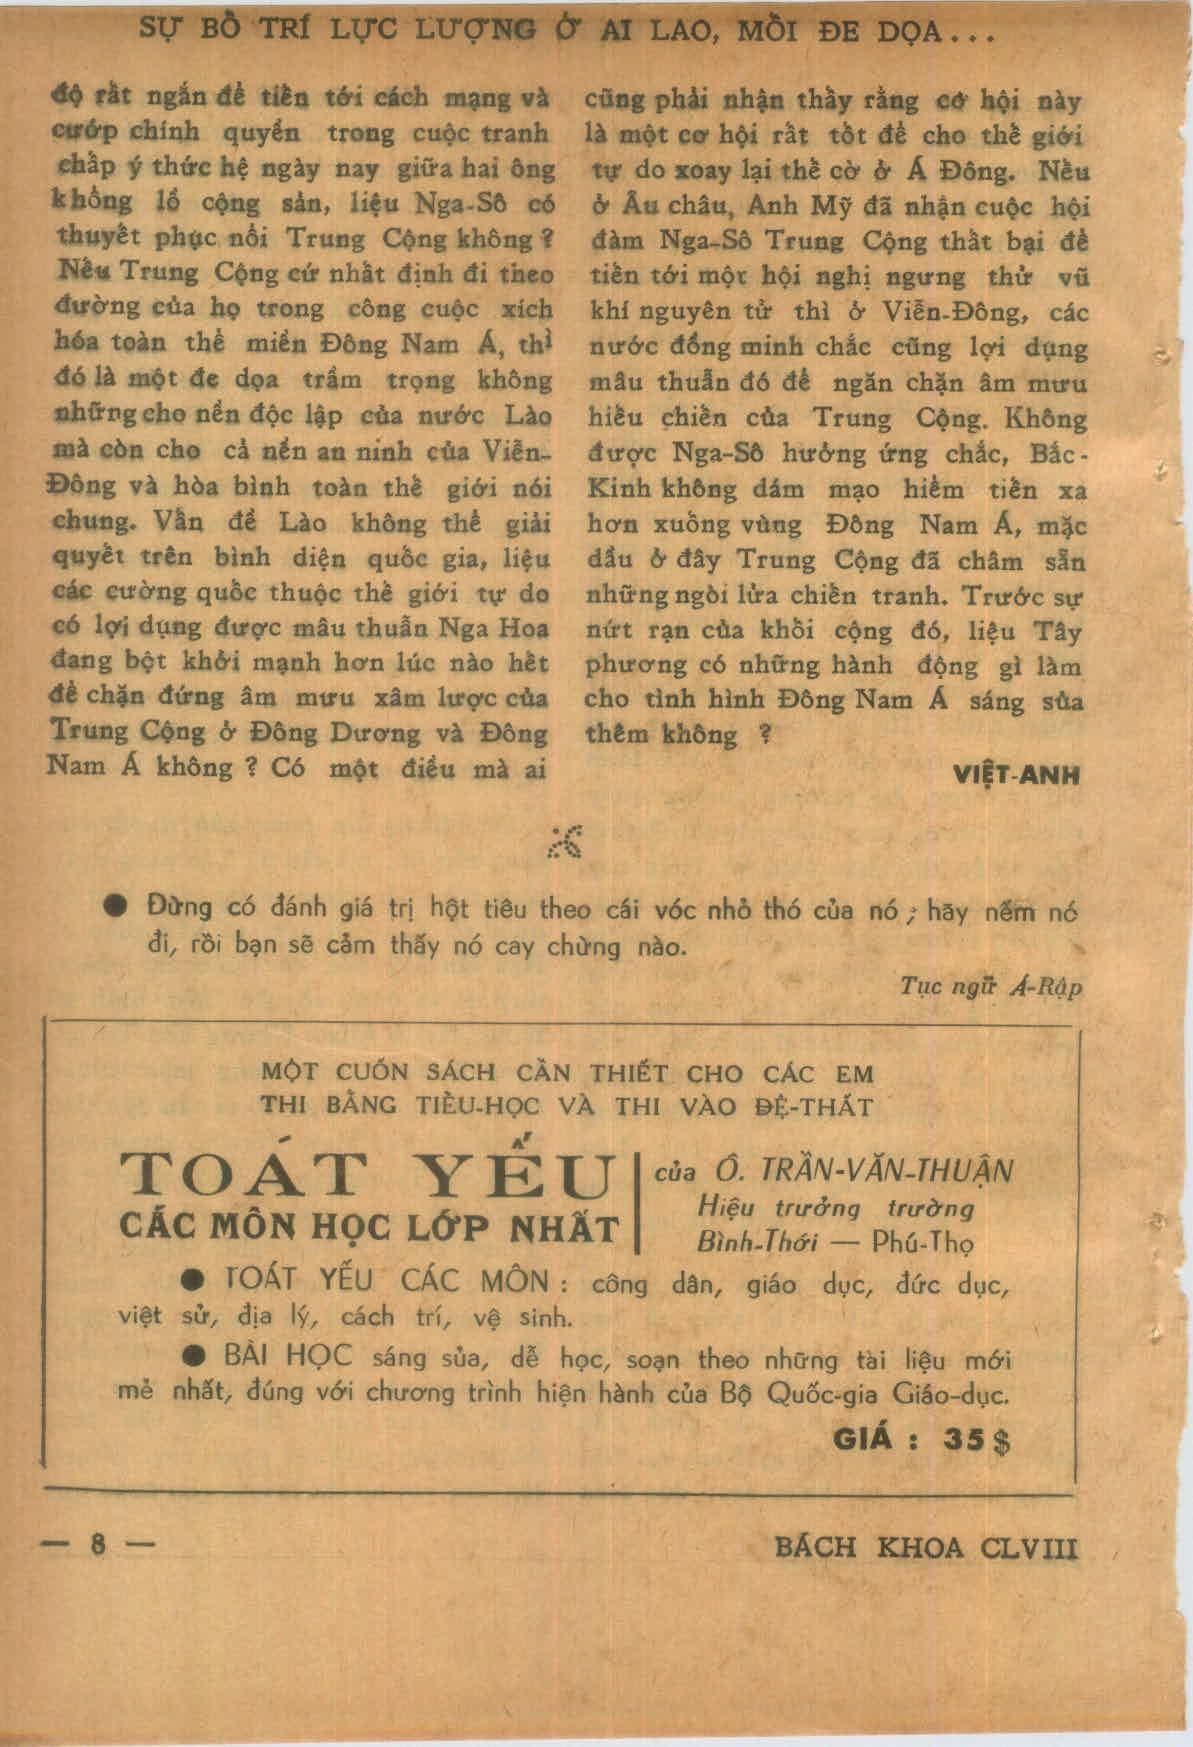 SỰ BỐ TRÍ LỰC LƯỢNG Ở AI LAO, MỐI ĐE DỌA...
độ rất ngắn để tiến tới cách mạng và
cướp chính quyền trong cuộc tranh
chấp ý thức hệ ngày nay giữa hai ông
khổng lồ cộng sản, liệu Nga-Sô có
thuyết phục nổi Trung Cộng không ?
Nếu Trung Cộng cứ nhất định đi theo
đường của họ trong công cuộc xích
hóa toàn thể miền Đông Nam Á, thì
đó là một đe dọa trầm trọng không
những cho nền độc lập của nước Lào
mà còn cho cả nền an ninh của Viễn-
Đông và hòa bình toàn thế giới nói
chung. Vấn đề Lào không thể giải
quyết trên bình diện quốc gia, liệu
các cường quốc thuộc thế giới tự do
có lợi dụng được mâu thuẫn Nga Hoa
đang bột khởi mạnh hơn lúc nào hết
để chặn đứng âm mưu xâm lược của
Trung Cộng ở Đông Dương và Đông
Nam Á không ? Có một điều mà ai
cũng phải nhận thấy rằng cơ hội này
là một cơ hội rất tốt để cho thế giới
tự do xoay lại thế cờ ở Á Đông. Nếu
ở Âu châu, Anh Mỹ đã nhận cuộc hội
đàm Nga-Sô Trung Cộng thất bại để
tiến tới một hội nghị ngưng thử vũ
khí nguyên tử thì ở Viễn-Đông, các
nước đồng minh chắc cũng lợi dụng
mâu thuẫn đó để ngăn chặn âm mưu
hiếu chiến của Trung Cộng. Không
được Nga-Sô hưởng ứng chắc, Bắc-
Kinh không dám mạo hiểm tiến xa
hơn xuống vùng Đông Nam Á, mặc
dầu ở đây Trung Cộng đã châm sẵn
những ngòi lửa chiến tranh. Trước sự
nứt rạn của khối cộng đó, liệu Tây
phương có những hành động gì làm
cho tình hình Đông Nam Á sáng sủa
thêm không ?
VIỆT-ANH
● Đừng có đánh giá trị hột tiêu theo cái vóc nhỏ thó của nó ; hãy nếm nó
đi, rồi bạn sẽ cảm thấy nó cay chừng nào.
Tục ngữ Á-Rập
MỘT CUỐN SÁCH CẦN THIẾT CHO CÁC EM
THI BẰNG TIỂU-HỌC VÀ THI VÀO ĐỆ-THẤT
TOÁT YẾU
CÁC MÔN HỌC LỚP NHẤT
của Ô. TRẦN-VĂN-THUẬN
Hiệu trưởng trường
Bình-Thới — Phú-Thọ
● TOÁT YẾU CÁC MÔN : công dân, giáo dục, đức dục,
việt sử, địa lý, cách trí, vệ sinh.
● BÀI HỌC sáng sủa, dễ học, soạn theo những tài liệu mới
mẻ nhất, đúng với chương trình hiện hành của Bộ Quốc-gia Giáo-dục.
GIÁ : 35$
— 8 —
BÁCH KHOA CLVIII